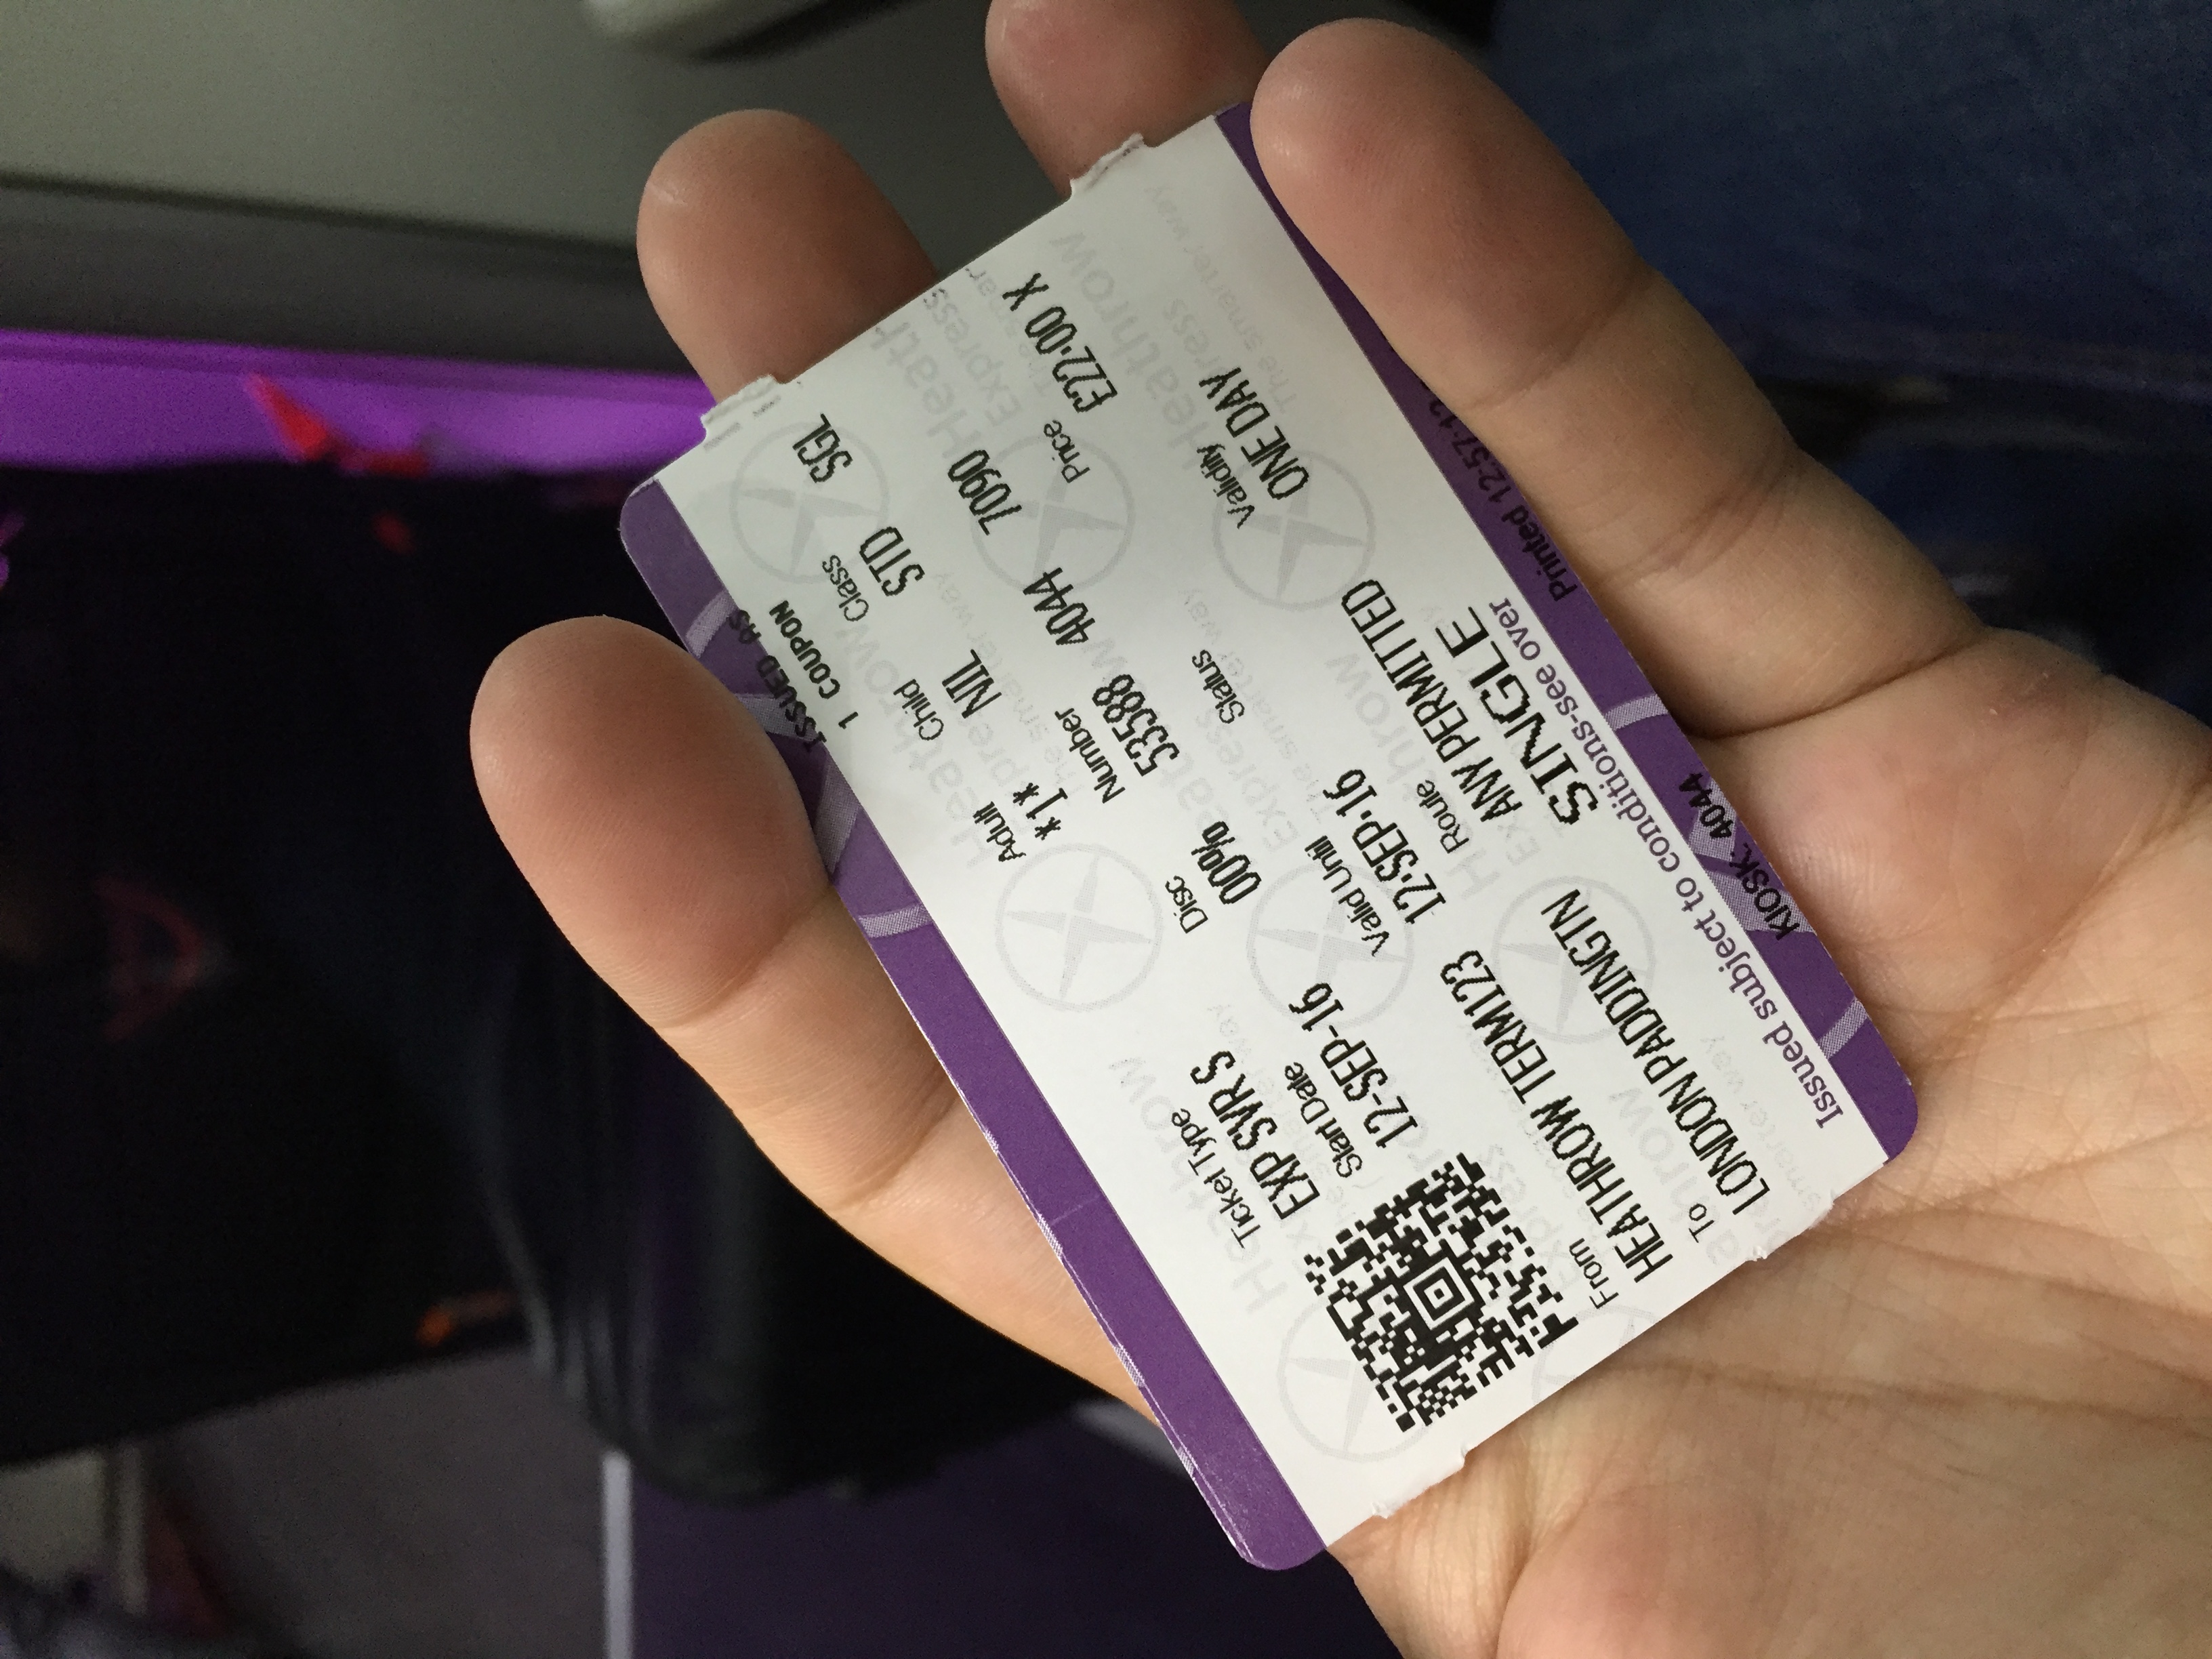 ISSUED AS
1 COUPON
Ticket Type Adult Child Class
EXP SVR S *1* NIL STD SGL
Start Date Disc Number
12-SEP-16 00% 53588 4044 7090
Valid Until Status Price
12-SEP-16 £22·00 X
From Route Validity
HEATHROW TERM123 ANY PERMITTED ONE DAY
To
LONDON PADDINGTN SINGLE
Issued subject to conditions-see over
KIOSK: 4044 Printed 12:57:12
Heathrow
Express
The smarter way